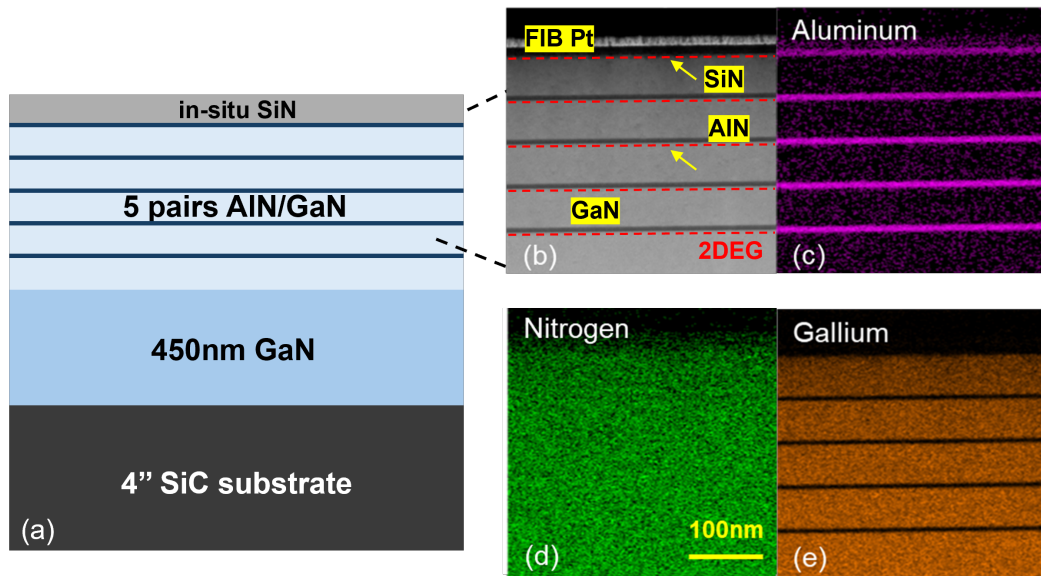 in-situ SiN
5 pairs AlN/GaN
450nm GaN
4’’ SiC substrate
(a)
FIB Pt
SiN
AlN
GaN
2DEG
(b)
Aluminum
(c)
Nitrogen
100nm
(d)
Gallium
(e)